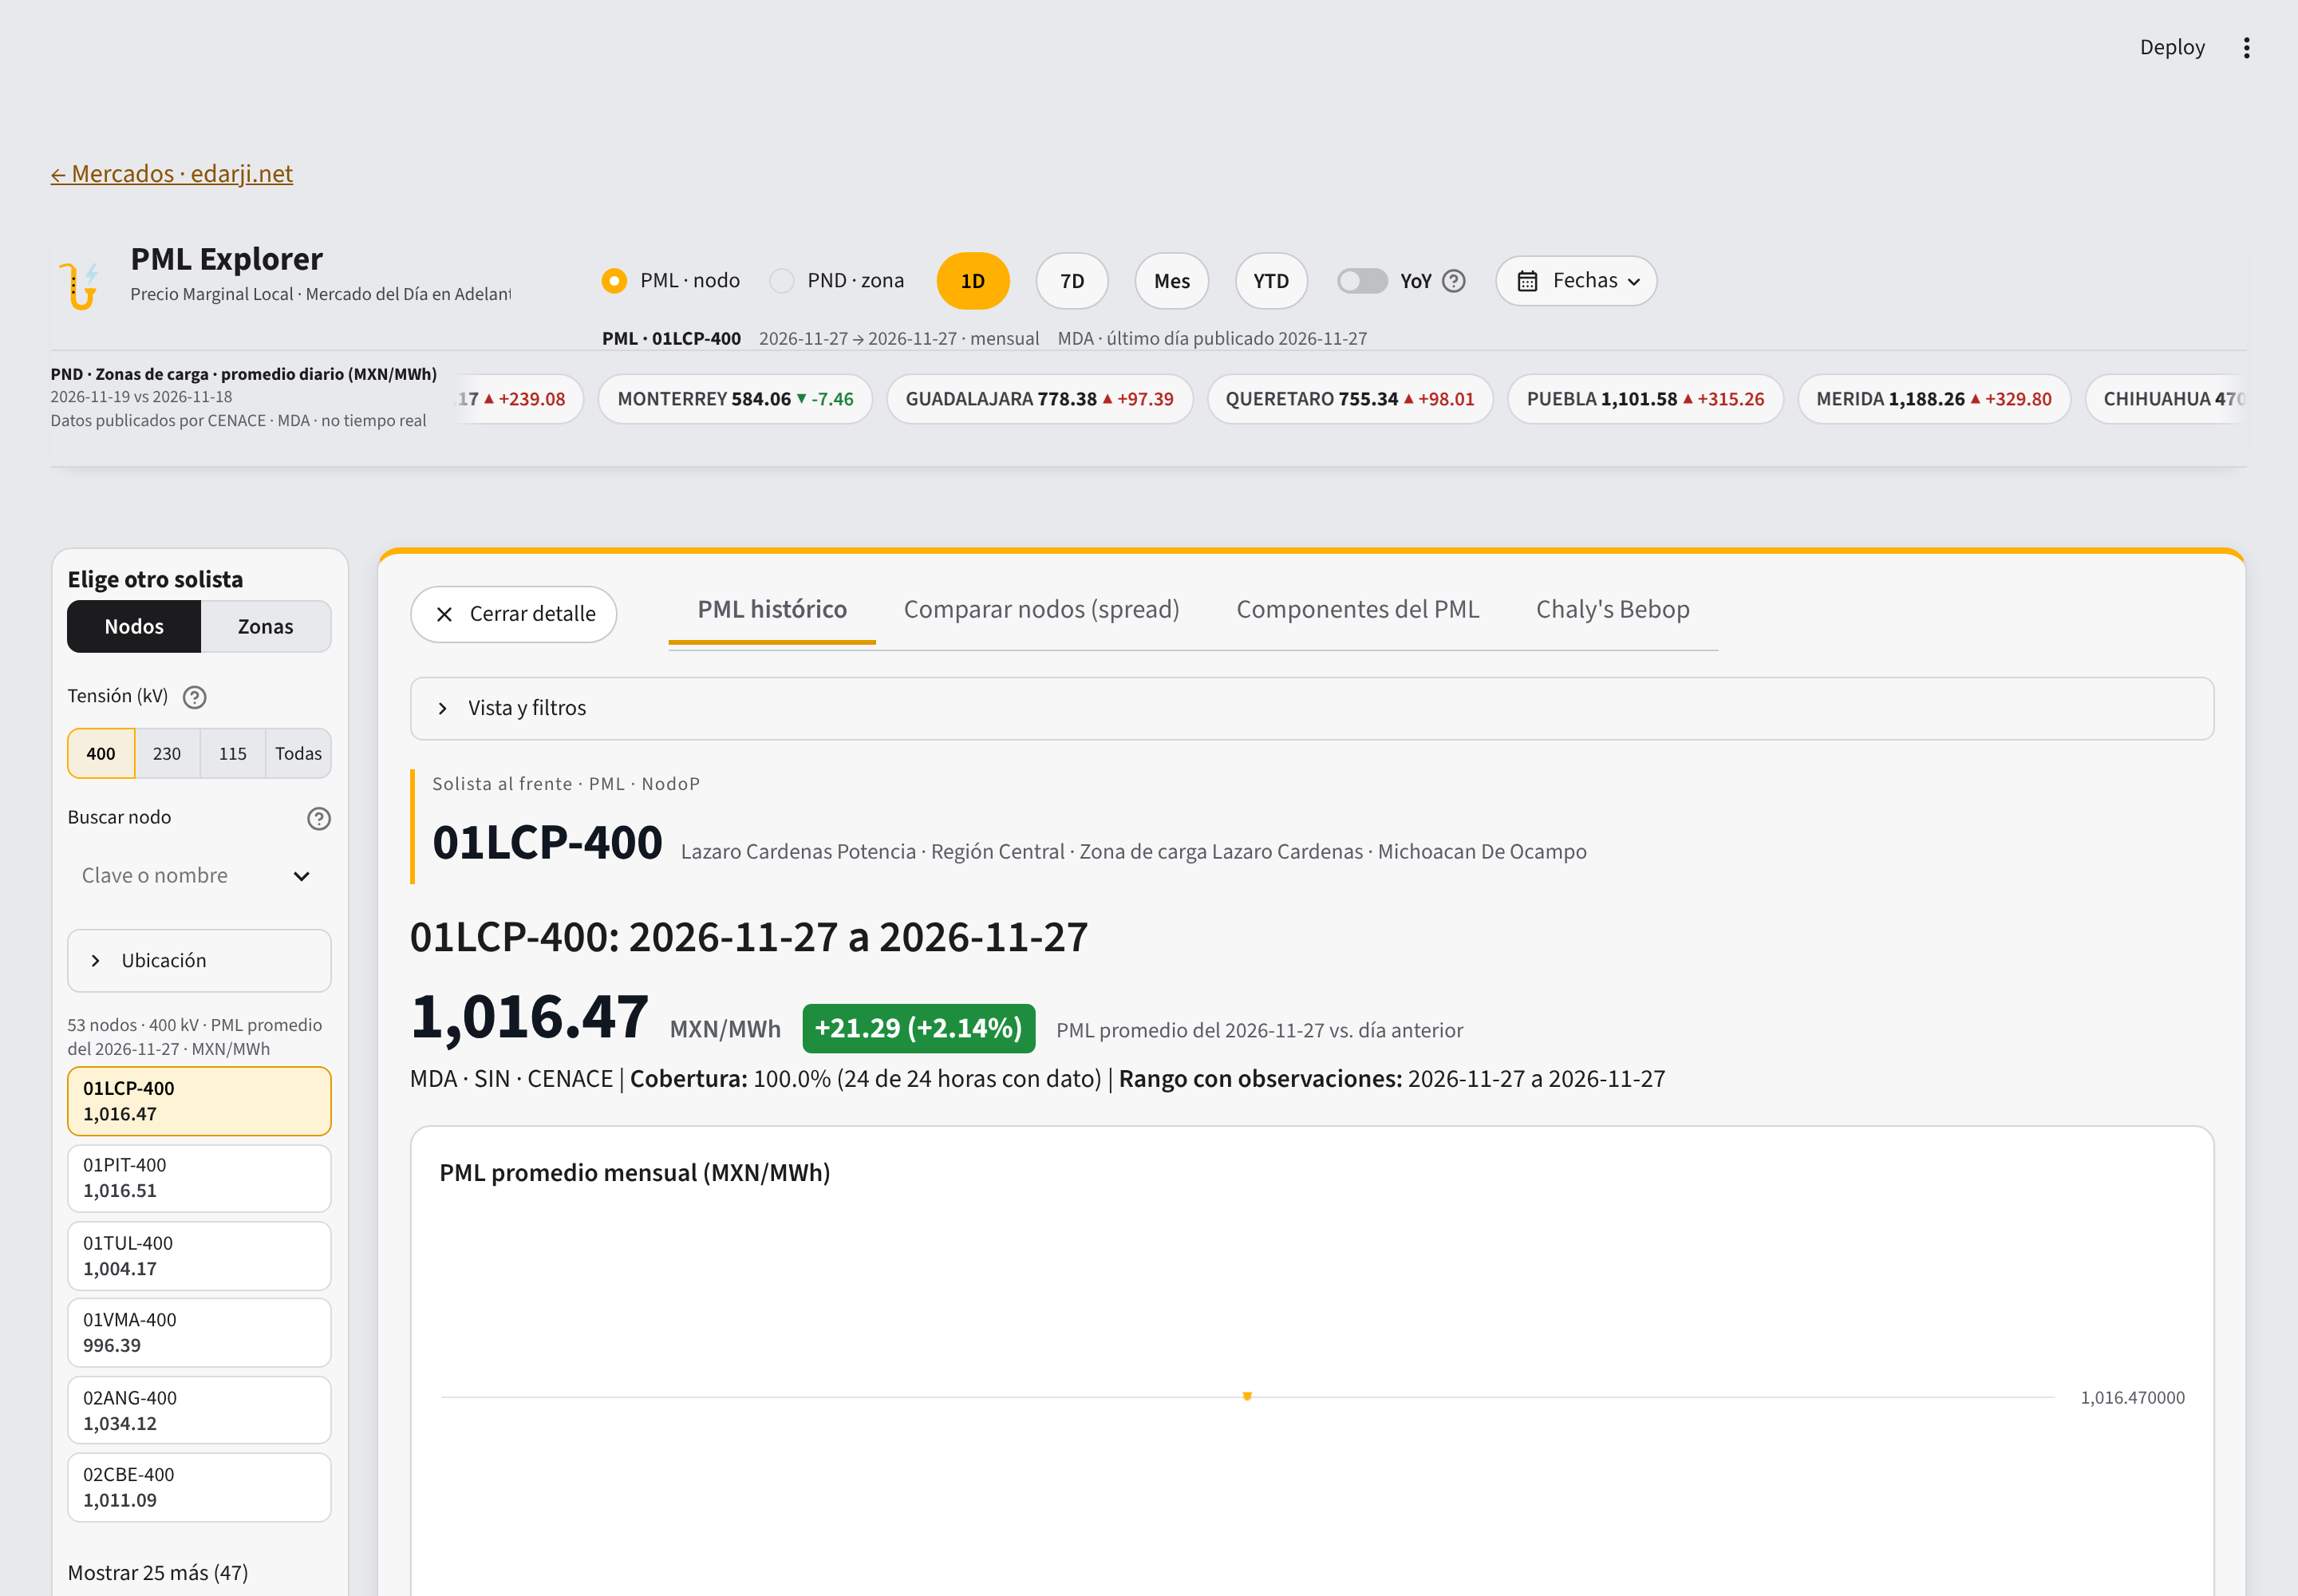 Deploy
← Mercados · edarji.net
PML Explorer
Precio Marginal Local · Mercado del Día en Adelant
PML · nodo
PND · zona
1D
7D
Mes
YTD
YoY
Fechas
PML · 01LCP-400 2026-11-27 → 2026-11-27 · mensual MDA · último día publicado 2026-11-27
PND · Zonas de carga · promedio diario (MXN/MWh)
2026-11-19 vs 2026-11-18
Datos publicados por CENACE · MDA · no tiempo real
.17 ▲ +239.08
MONTERREY 584.06 ▼ -7.46
GUADALAJARA 778.38 ▲ +97.39
QUERETARO 755.34 ▲ +98.01
PUEBLA 1,101.58 ▲ +315.26
MERIDA 1,188.26 ▲ +329.80
CHIHUAHUA 470
Elige otro solista
Nodos
Zonas
Tensión (kV)
400
230
115
Todas
Buscar nodo
Clave o nombre
Ubicación
53 nodos · 400 kV · PML promedio
del 2026-11-27 · MXN/MWh
01LCP-400
1,016.47
01PIT-400
1,016.51
01TUL-400
1,004.17
01VMA-400
996.39
02ANG-400
1,034.12
02CBE-400
1,011.09
Mostrar 25 más (47)
Cerrar detalle
PML histórico
Comparar nodos (spread)
Componentes del PML
Chaly's Bebop
Vista y filtros
Solista al frente · PML · NodoP
01LCP-400 Lazaro Cardenas Potencia · Región Central · Zona de carga Lazaro Cardenas · Michoacan De Ocampo
01LCP-400: 2026-11-27 a 2026-11-27
1,016.47 MXN/MWh +21.29 (+2.14%) PML promedio del 2026-11-27 vs. día anterior
MDA · SIN · CENACE | Cobertura: 100.0% (24 de 24 horas con dato) | Rango con observaciones: 2026-11-27 a 2026-11-27
PML promedio mensual (MXN/MWh)
1,016.470000